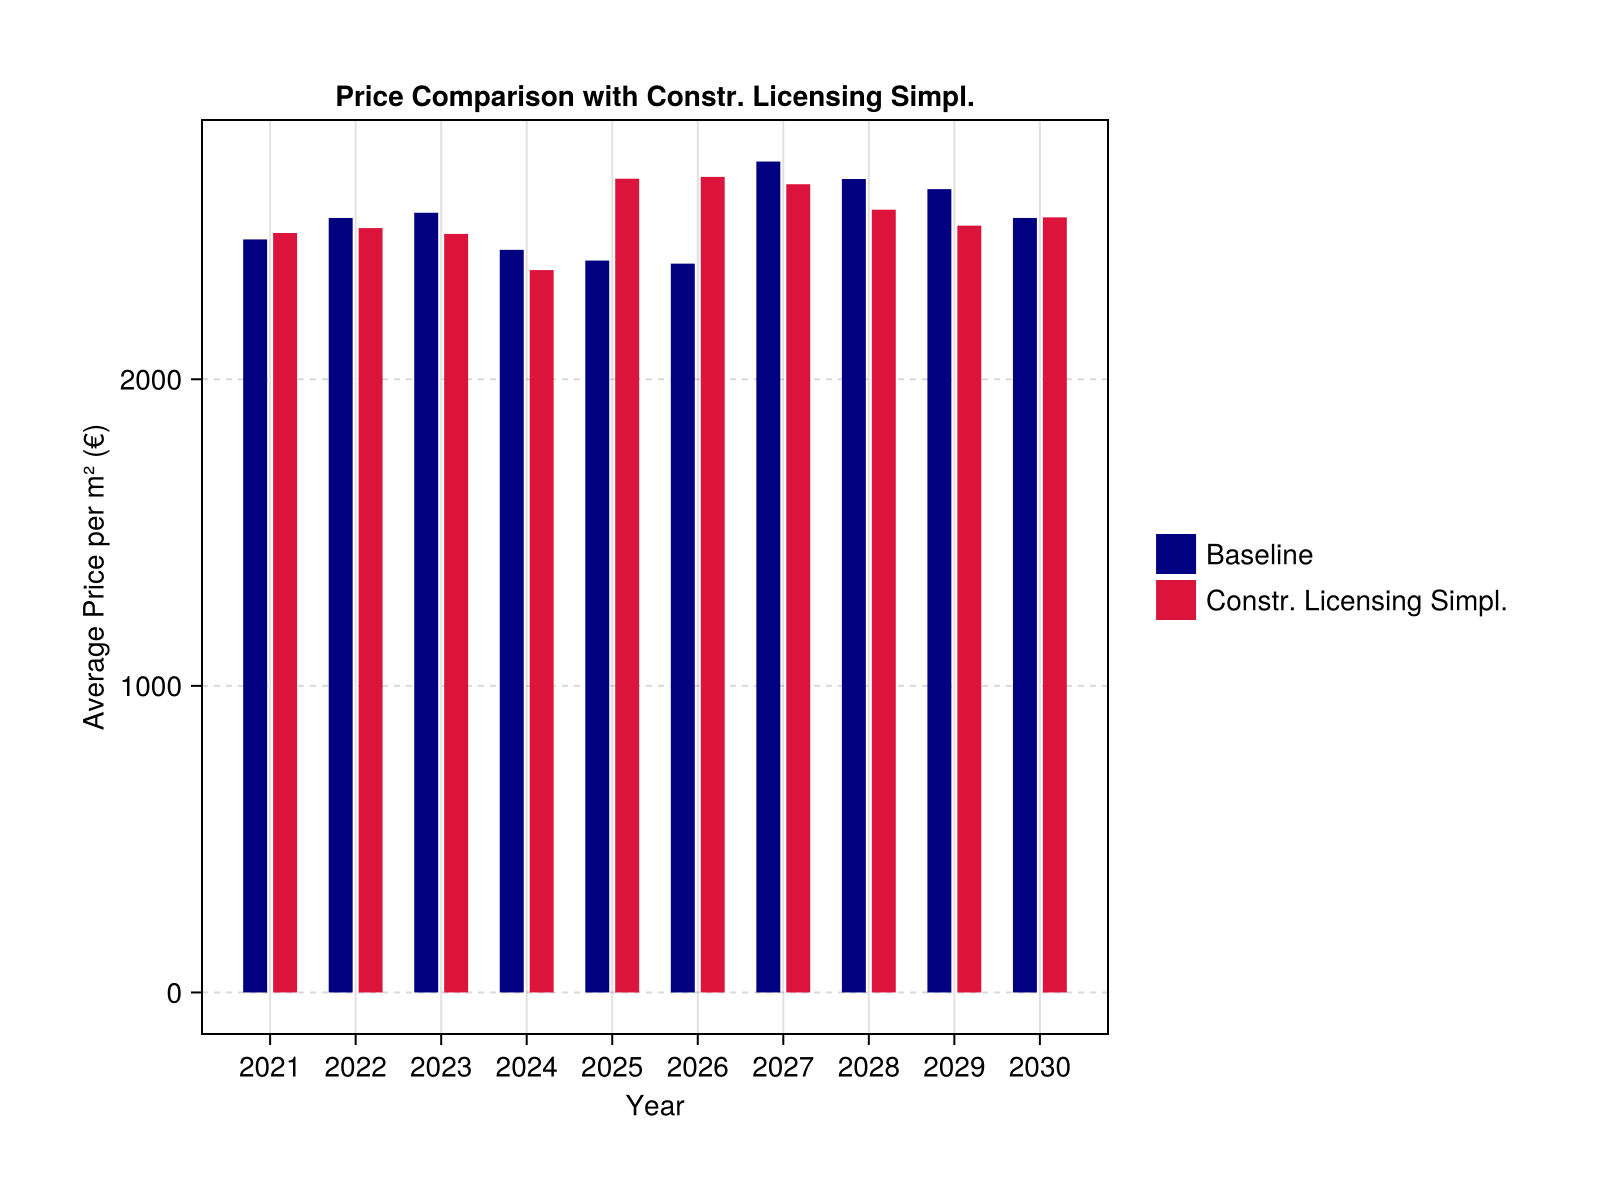 Price Comparison with Constr. Licensing Simpl.
Average Price per m² (€)
2000
1000
0
2021 2022 2023 2024 2025 2026 2027 2028 2029 2030
Year
Baseline
Constr. Licensing Simpl.